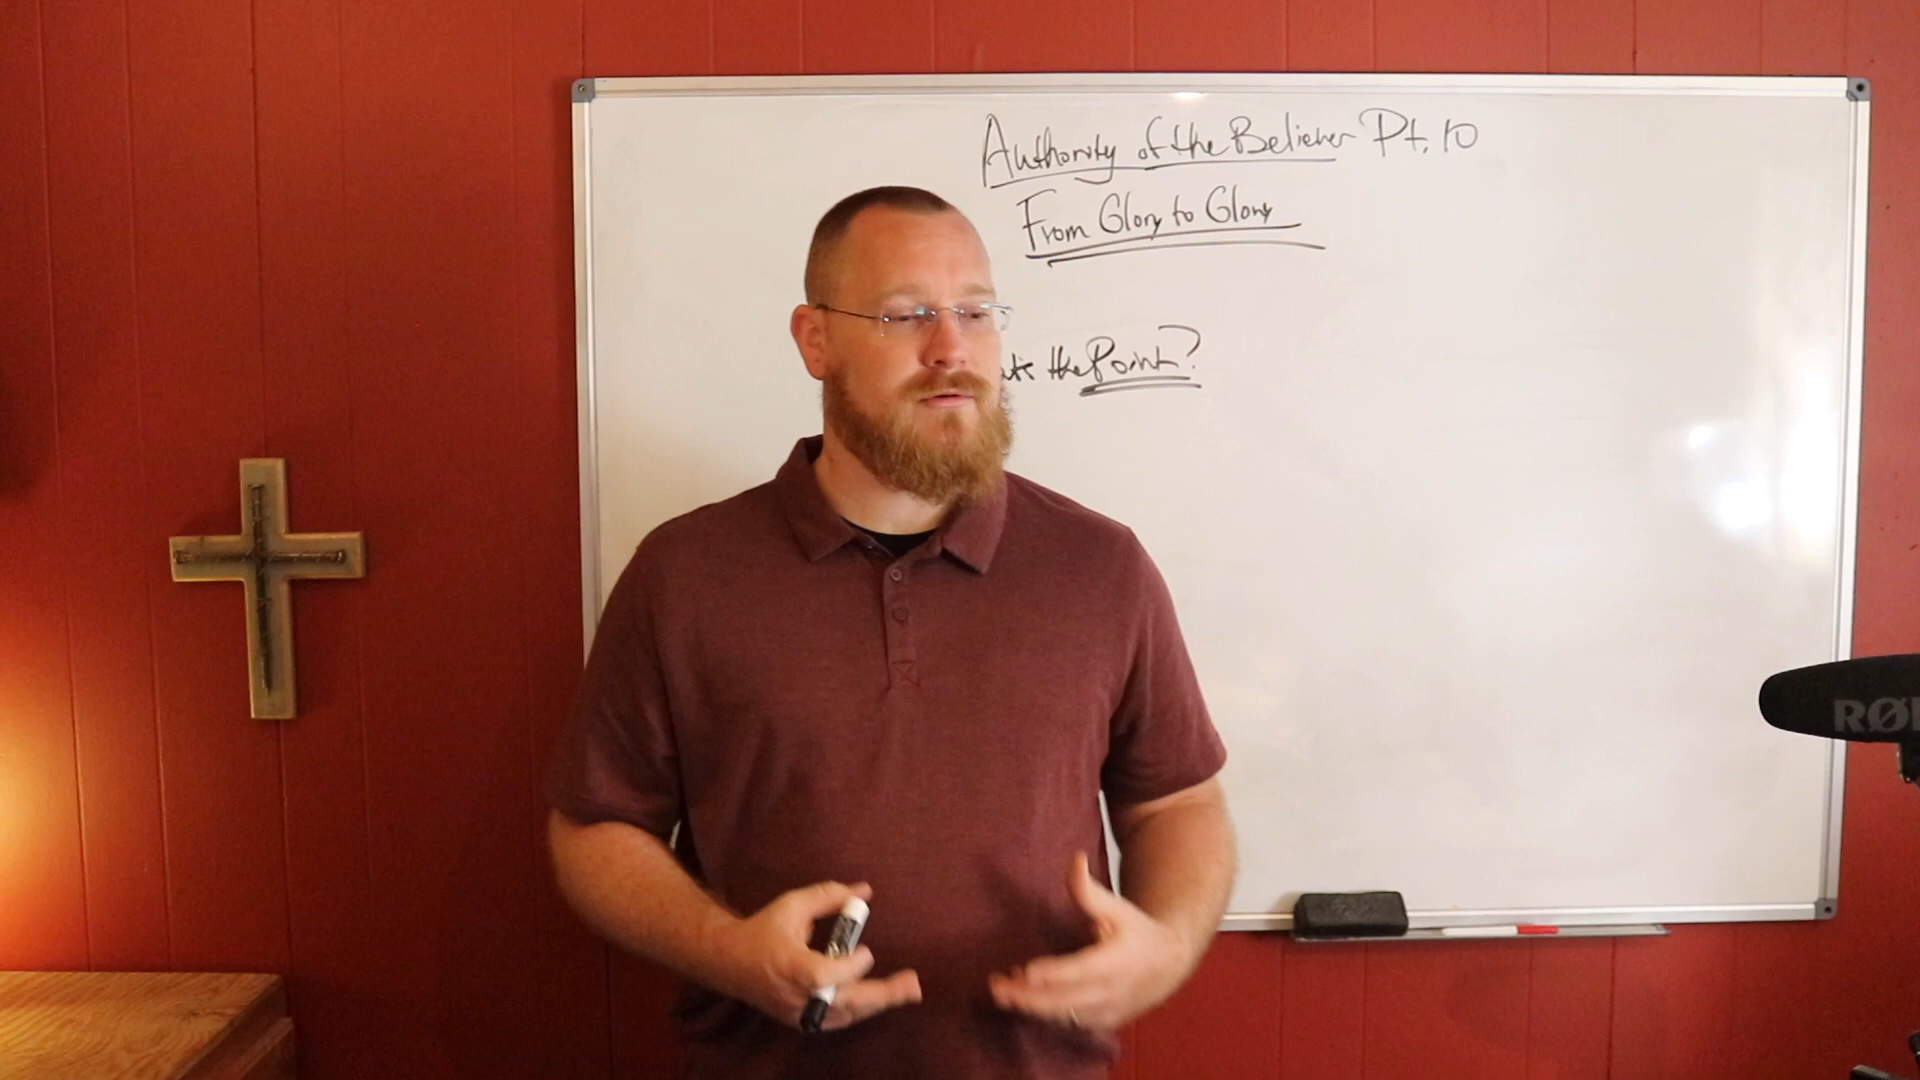 Authority of the Believer Pt. 10
From Glory to Glory
the Point?
RØ